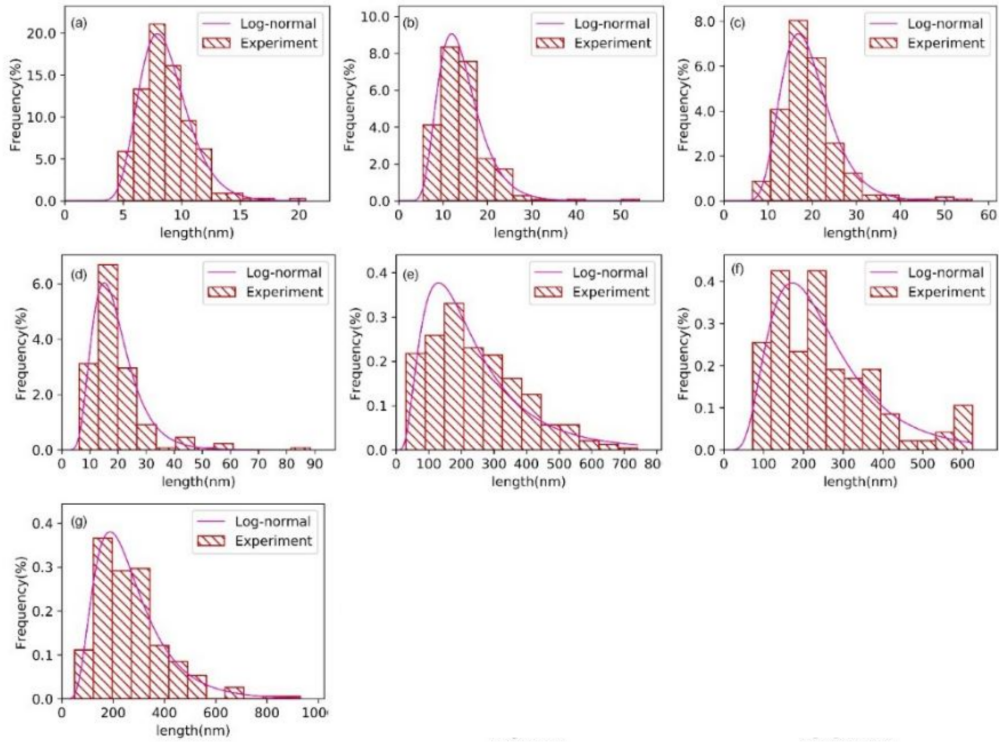 (a)
Log-normal
Experiment
Frequency(%)
20.0
15.0
10.0
5.0
0.0
0 5 10 15 20
length(nm)
(b)
Log-normal
Experiment
Frequency(%)
10.0
8.0
6.0
4.0
2.0
0.0
0 10 20 30 40 50
length(nm)
(c)
Log-normal
Experiment
Frequency(%)
8.0
6.0
4.0
2.0
0.0
0 10 20 30 40 50 60
length(nm)
(d)
Log-normal
Experiment
Frequency(%)
6.0
4.0
2.0
0.0
0 10 20 30 40 50 60 70 80 90
length(nm)
(e)
Log-normal
Experiment
Frequency(%)
0.4
0.3
0.2
0.1
0.0
0 100 200 300 400 500 600 700 80
length(nm)
(f)
Log-normal
Experiment
Frequency(%)
0.4
0.3
0.2
0.1
0.0
0 100 200 300 400 500 600
length(nm)
(g)
Log-normal
Experiment
Frequency(%)
0.4
0.3
0.2
0.1
0.0
0 200 400 600 800 100
length(nm)